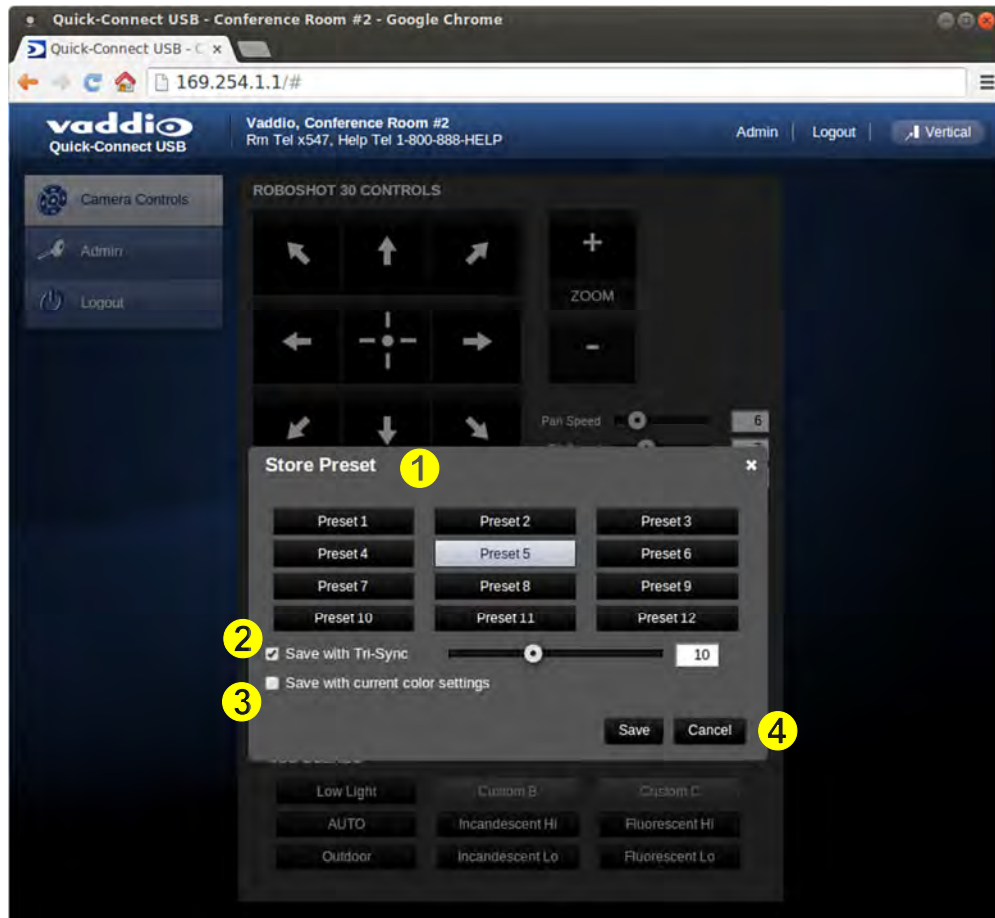 Quick-Connect USB - Conference Room #2 - Google Chrome
Quick-Connect USB - C
169.254.1.1/#
vaddio
Quick-Connect USB
Vaddio, Conference Room #2
Rm Tel x547, Help Tel 1-800-888-HELP
Admin
Logout
Vertical
Camera Controls
Admin
Logout
ROBOSHOT 30 CONTROLS
+
ZOOM
-
Pan Speed 6
Store Preset 1
Preset 1 Preset 2 Preset 3
Preset 4 Preset 5 Preset 6
Preset 7 Preset 8 Preset 9
Preset 10 Preset 11 Preset 12
2
Save with Tri-Sync 10
3
Save with current color settings
Save Cancel 4
Low Light Custom B Custom C
AUTO Incandescent Hi Fluorescent Hi
Outdoor Incandescent Lo Fluorescent Lo